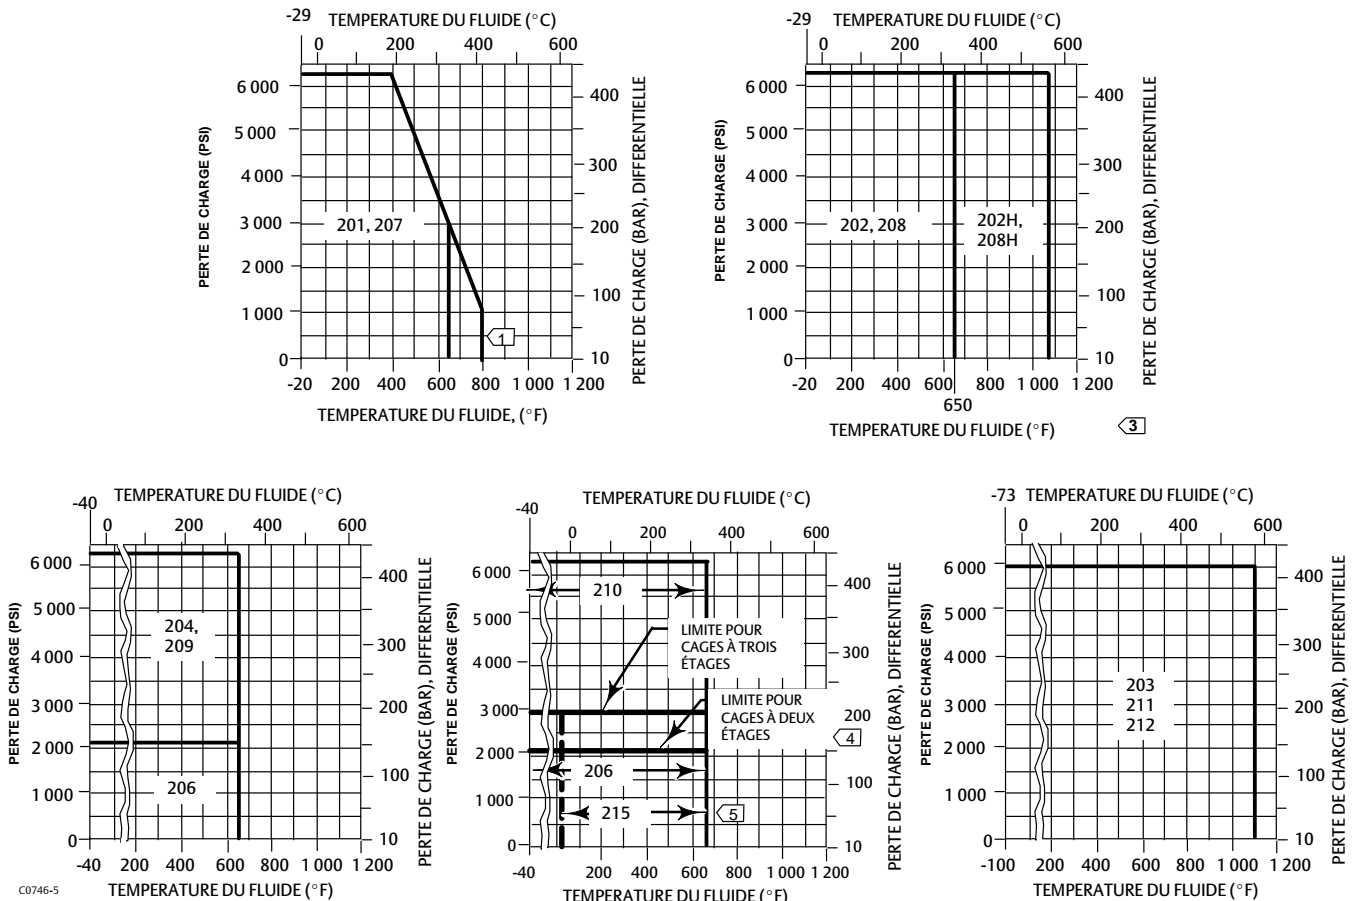 -29 TEMPERATURE DU FLUIDE (°C)
0 200 400 600
PERTE DE CHARGE (PSI)
6 000
5 000
4 000
3 000
2 000
1 000
0
201, 207
1
400
300
200
100
10
PERTE DE CHARGE (BAR), DIFFERENTIELLE
-20 200 400 600 800 1 000 1 200
TEMPERATURE DU FLUIDE, (°F)
-29 TEMPERATURE DU FLUIDE (°C)
0 200 400 600
PERTE DE CHARGE (PSI)
6 000
5 000
4 000
3 000
2 000
1 000
0
202, 208
202H,
208H
400
300
200
100
10
PERTE DE CHARGE (BAR), DIFFERENTIELLE
-20 200 400 600 800 1 000 1 200
650
TEMPERATURE DU FLUIDE (°F)
3
-40 TEMPERATURE DU FLUIDE (°C)
0 200 400 600
PERTE DE CHARGE (PSI)
6 000
5 000
4 000
3 000
2 000
1 000
0
204,
209
206
400
300
200
100
10
PERTE DE CHARGE (BAR), DIFFERENTIELLE
-40 200 400 600 800 1 000 1 200
TEMPERATURE DU FLUIDE (°F)
C0746-5
-40 TEMPERATURE DU FLUIDE (°C)
0 200 400 600
PERTE DE CHARGE (PSI)
6 000
5 000
4 000
3 000
2 000
1 000
0
210
LIMITE POUR
CAGES À TROIS
ÉTAGES
LIMITE POUR
CAGES À DEUX
ÉTAGES
206
215
4
5
400
300
200
100
10
PERTE DE CHARGE (BAR), DIFFERENTIELLE
-40 200 400 600 800 1 000 1 200
TEMPERATURE DU FLUIDE (°F)
-73 TEMPERATURE DU FLUIDE (°C)
0 200 400 600
PERTE DE CHARGE (PSI)
6 000
5 000
4 000
3 000
2 000
1 000
0
203
211
212
400
300
200
100
10
PERTE DE CHARGE (BAR), DIFFERENTIELLE
-100 200 400 600 800 1 000 1 200
TEMPERATURE DU FLUIDE (°F)